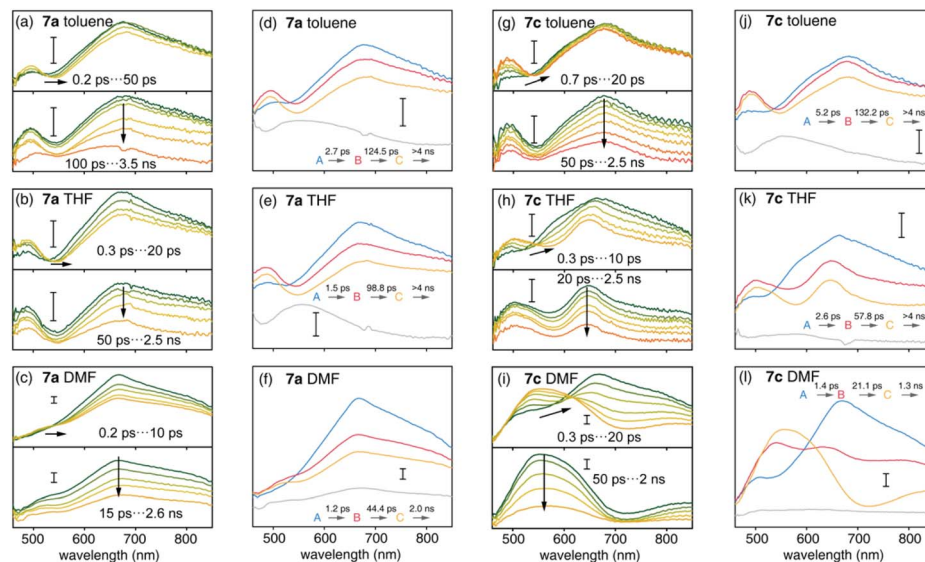 (a) 7a toluene
0.2 ps···50 ps
100 ps···3.5 ns
(b) 7a THF
0.3 ps···20 ps
50 ps···2.5 ns
(c) 7a DMF
0.2 ps···10 ps
15 ps···2.6 ns
500 600 700 800
wavelength (nm)
(d) 7a toluene
2.7 ps 124.5 ps >4 ns
A B C
(e) 7a THF
1.5 ps 98.8 ps >4 ns
A B C
(f) 7a DMF
1.2 ps 44.4 ps 2.0 ns
A B C
500 600 700 800
wavelength (nm)
(g) 7c toluene
0.7 ps···20 ps
50 ps···2.5 ns
(h) 7c THF
0.3 ps···10 ps
20 ps···2.5 ns
(i) 7c DMF
0.3 ps···20 ps
50 ps···2 ns
500 600 700 800
wavelength (nm)
(j) 7c toluene
5.2 ps 132.2 ps >4 ns
A B C
(k) 7c THF
2.6 ps 57.8 ps >4 ns
A B C
(l) 7c DMF
1.4 ps 21.1 ps 1.3 ns
A B C
500 600 700 800
wavelength (nm)